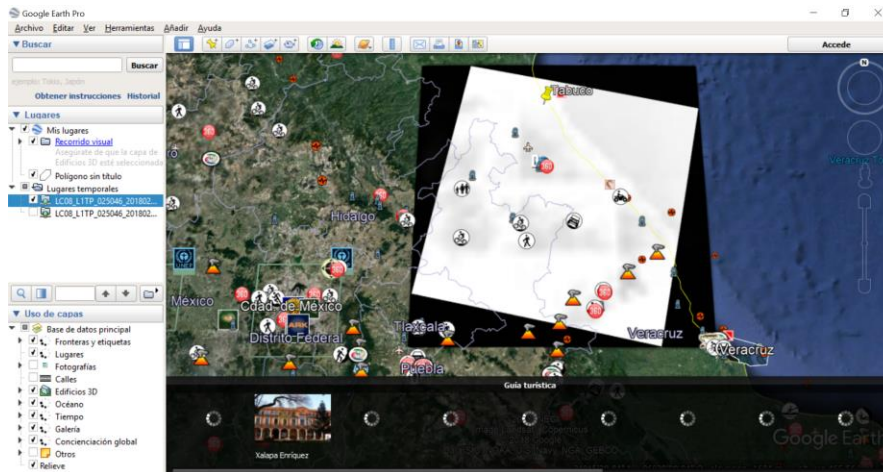 Google Earth Pro
Archivo Editar Ver Herramientas Añadir Ayuda
Accede
Buscar
Buscar
Obtener instrucciones Historial
Lugares
Mis lugares
Recorrido visual
Asegúrate de que la capa de
Edificios 3D esté seleccionada
Polígono sin título
Lugares temporales
LC08_L1TP_025046_201802...
LC08_L1TP_025046_201802...
Uso de capas
Base de datos principal
Fronteras y etiquetas
Lugares
Fotografías
Calles
Edificios 3D
Océano
Tiempo
Galería
Concienciación global
Otros
Relieve
N
Tabuco
Hidalgo
México
Cdad. de México
ARK
Distrito Federal
Tlaxcala
Puebla
Veracruz
Veracruz
Guía turística
Xalapa Enríquez
Google Earth